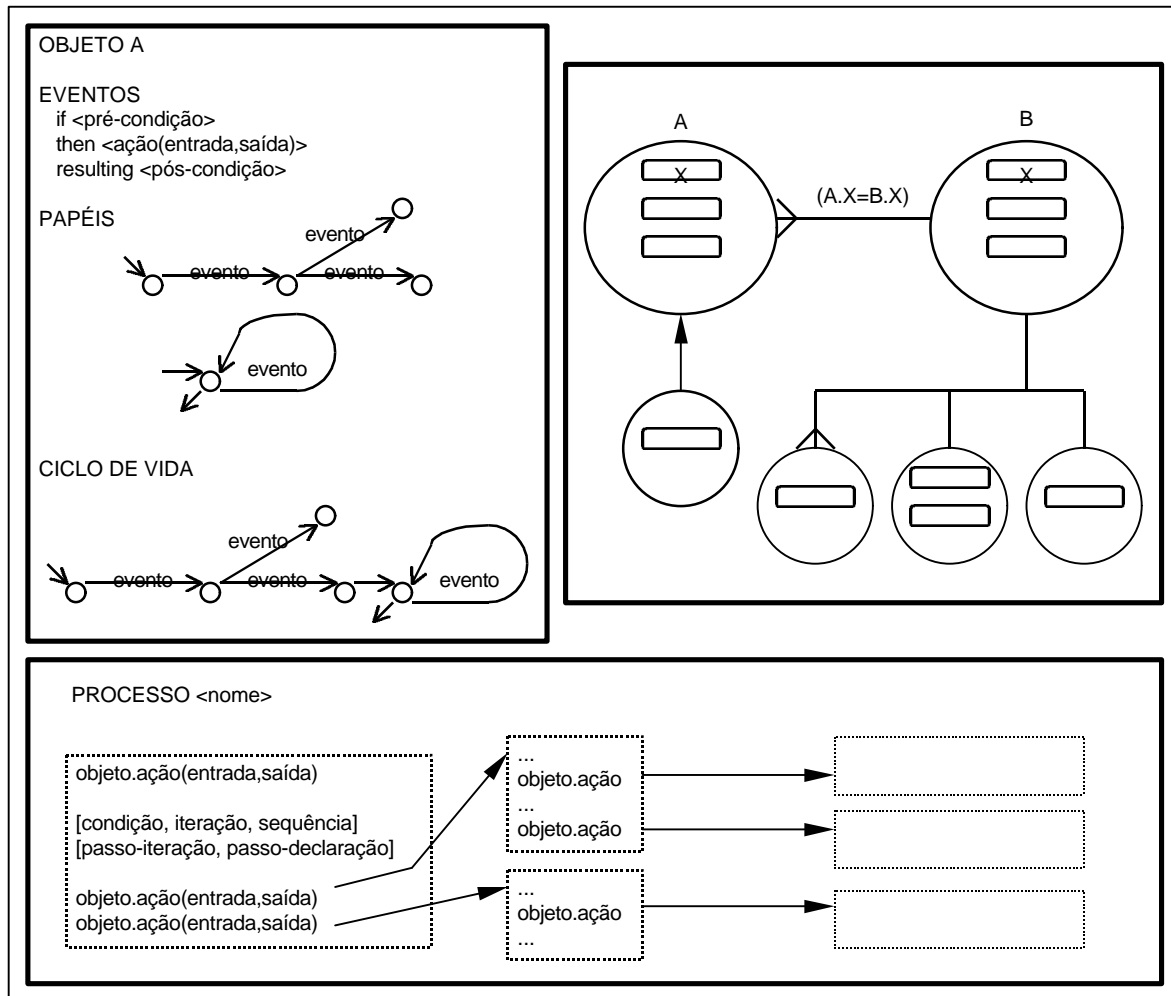 OBJETO A
EVENTOS
if <pré-condição>
then <ação(entrada,saída)>
resulting <pós-condição>
PAPÉIS
evento
evento
evento
evento
CICLO DE VIDA
evento
evento
evento
evento
A
B
X
X
(A.X=B.X)
PROCESSO <nome>
objeto.ação(entrada,saída)
[condição, iteração, sequência]
[passo-iteração, passo-declaração]
objeto.ação(entrada,saída)
objeto.ação(entrada,saída)
...
objeto.ação
...
objeto.ação
...
objeto.ação
...